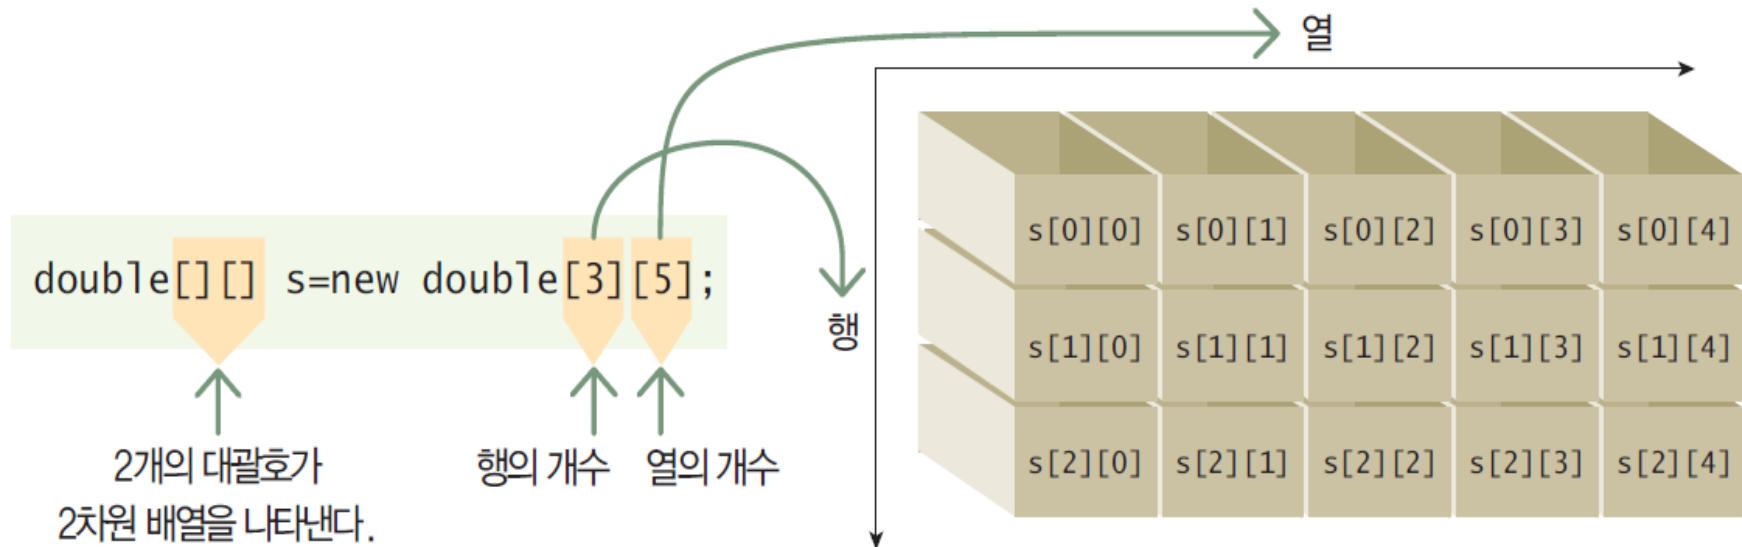 열
double[][] s=new double[3][5];
행
2개의 대괄호가
2차원 배열을 나타낸다.
행의 개수
열의 개수
s[0][0] s[0][1] s[0][2] s[0][3] s[0][4]
s[1][0] s[1][1] s[1][2] s[1][3] s[1][4]
s[2][0] s[2][1] s[2][2] s[2][3] s[2][4]